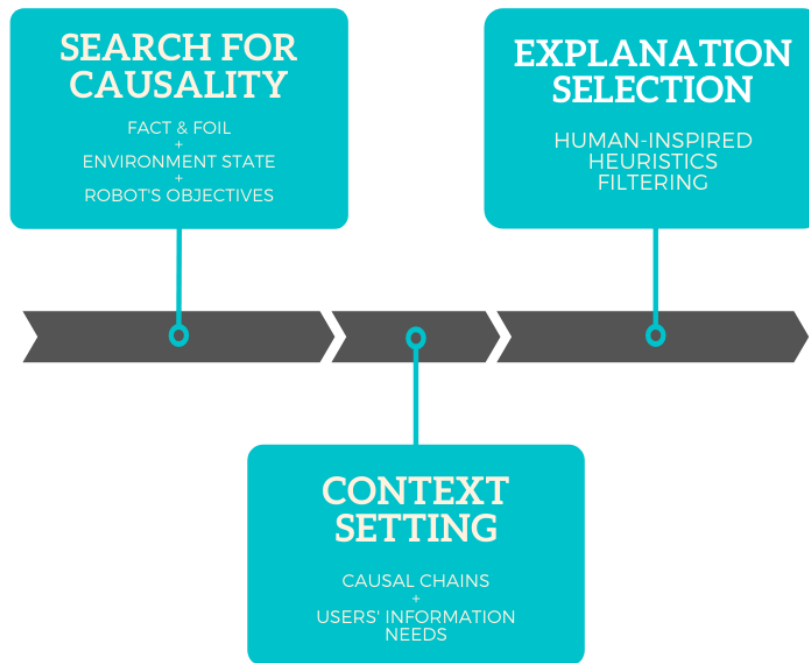 SEARCH FOR
CAUSALITY
FACT & FOIL
+
ENVIRONMENT STATE
+
ROBOT'S OBJECTIVES
CONTEXT
SETTING
CAUSAL CHAINS
+
USERS' INFORMATION
NEEDS
EXPLANATION
SELECTION
HUMAN-INSPIRED
HEURISTICS
FILTERING